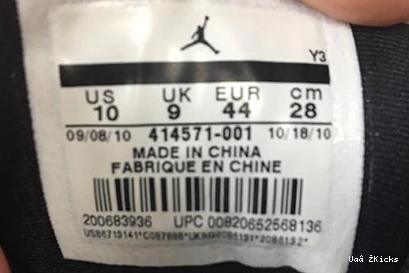 Y3
US UK EUR cm
10 9 44 28
09/08/10 414571-001 10/18/10
MADE IN CHINA
FABRIQUE EN CHINE
200683936 UPC 00820652568136